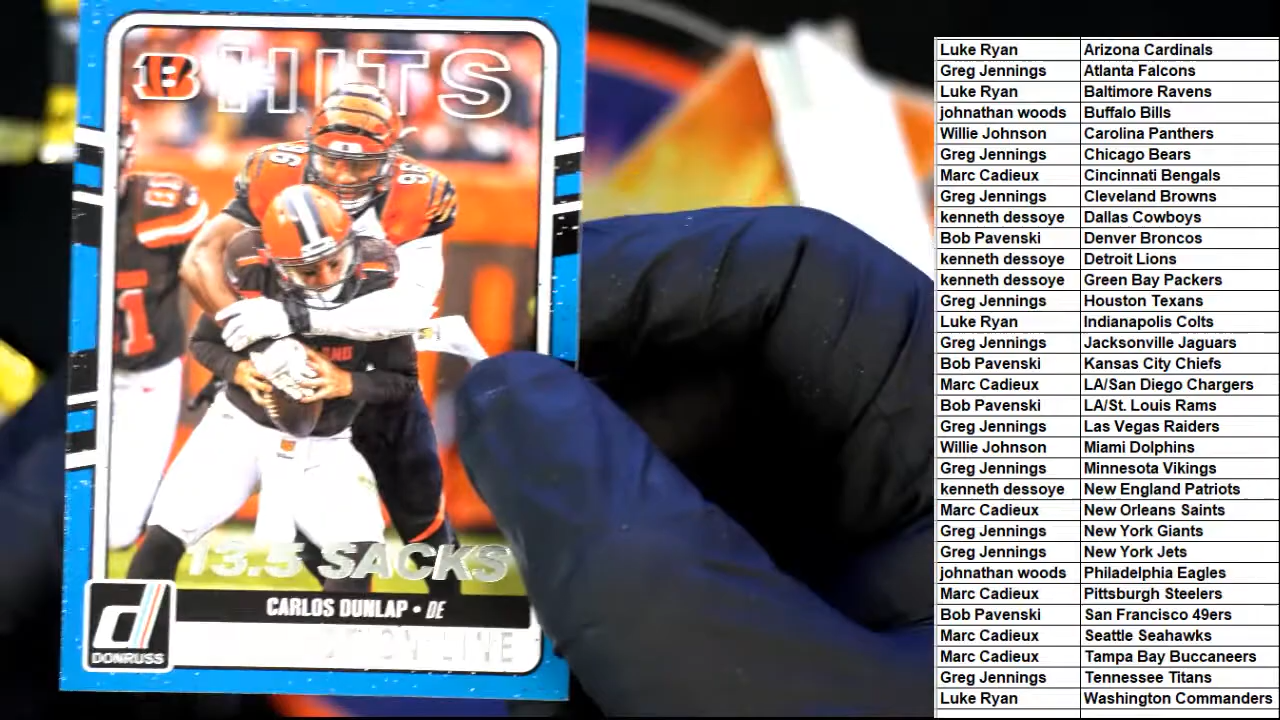 B HITS
96 96
13.5 SACKS
CARLOS DUNLAP • DE
d
DONRUSS
Luke Ryan Arizona Cardinals
Greg Jennings Atlanta Falcons
Luke Ryan Baltimore Ravens
johnathan woods Buffalo Bills
Willie Johnson Carolina Panthers
Greg Jennings Chicago Bears
Marc Cadieux Cincinnati Bengals
Greg Jennings Cleveland Browns
kenneth dessoye Dallas Cowboys
Bob Pavenski Denver Broncos
kenneth dessoye Detroit Lions
kenneth dessoye Green Bay Packers
Greg Jennings Houston Texans
Luke Ryan Indianapolis Colts
Greg Jennings Jacksonville Jaguars
Bob Pavenski Kansas City Chiefs
Marc Cadieux LA/San Diego Chargers
Bob Pavenski LA/St. Louis Rams
Greg Jennings Las Vegas Raiders
Willie Johnson Miami Dolphins
Greg Jennings Minnesota Vikings
kenneth dessoye New England Patriots
Marc Cadieux New Orleans Saints
Greg Jennings New York Giants
Greg Jennings New York Jets
johnathan woods Philadelphia Eagles
Marc Cadieux Pittsburgh Steelers
Bob Pavenski San Francisco 49ers
Marc Cadieux Seattle Seahawks
Marc Cadieux Tampa Bay Buccaneers
Greg Jennings Tennessee Titans
Luke Ryan Washington Commanders